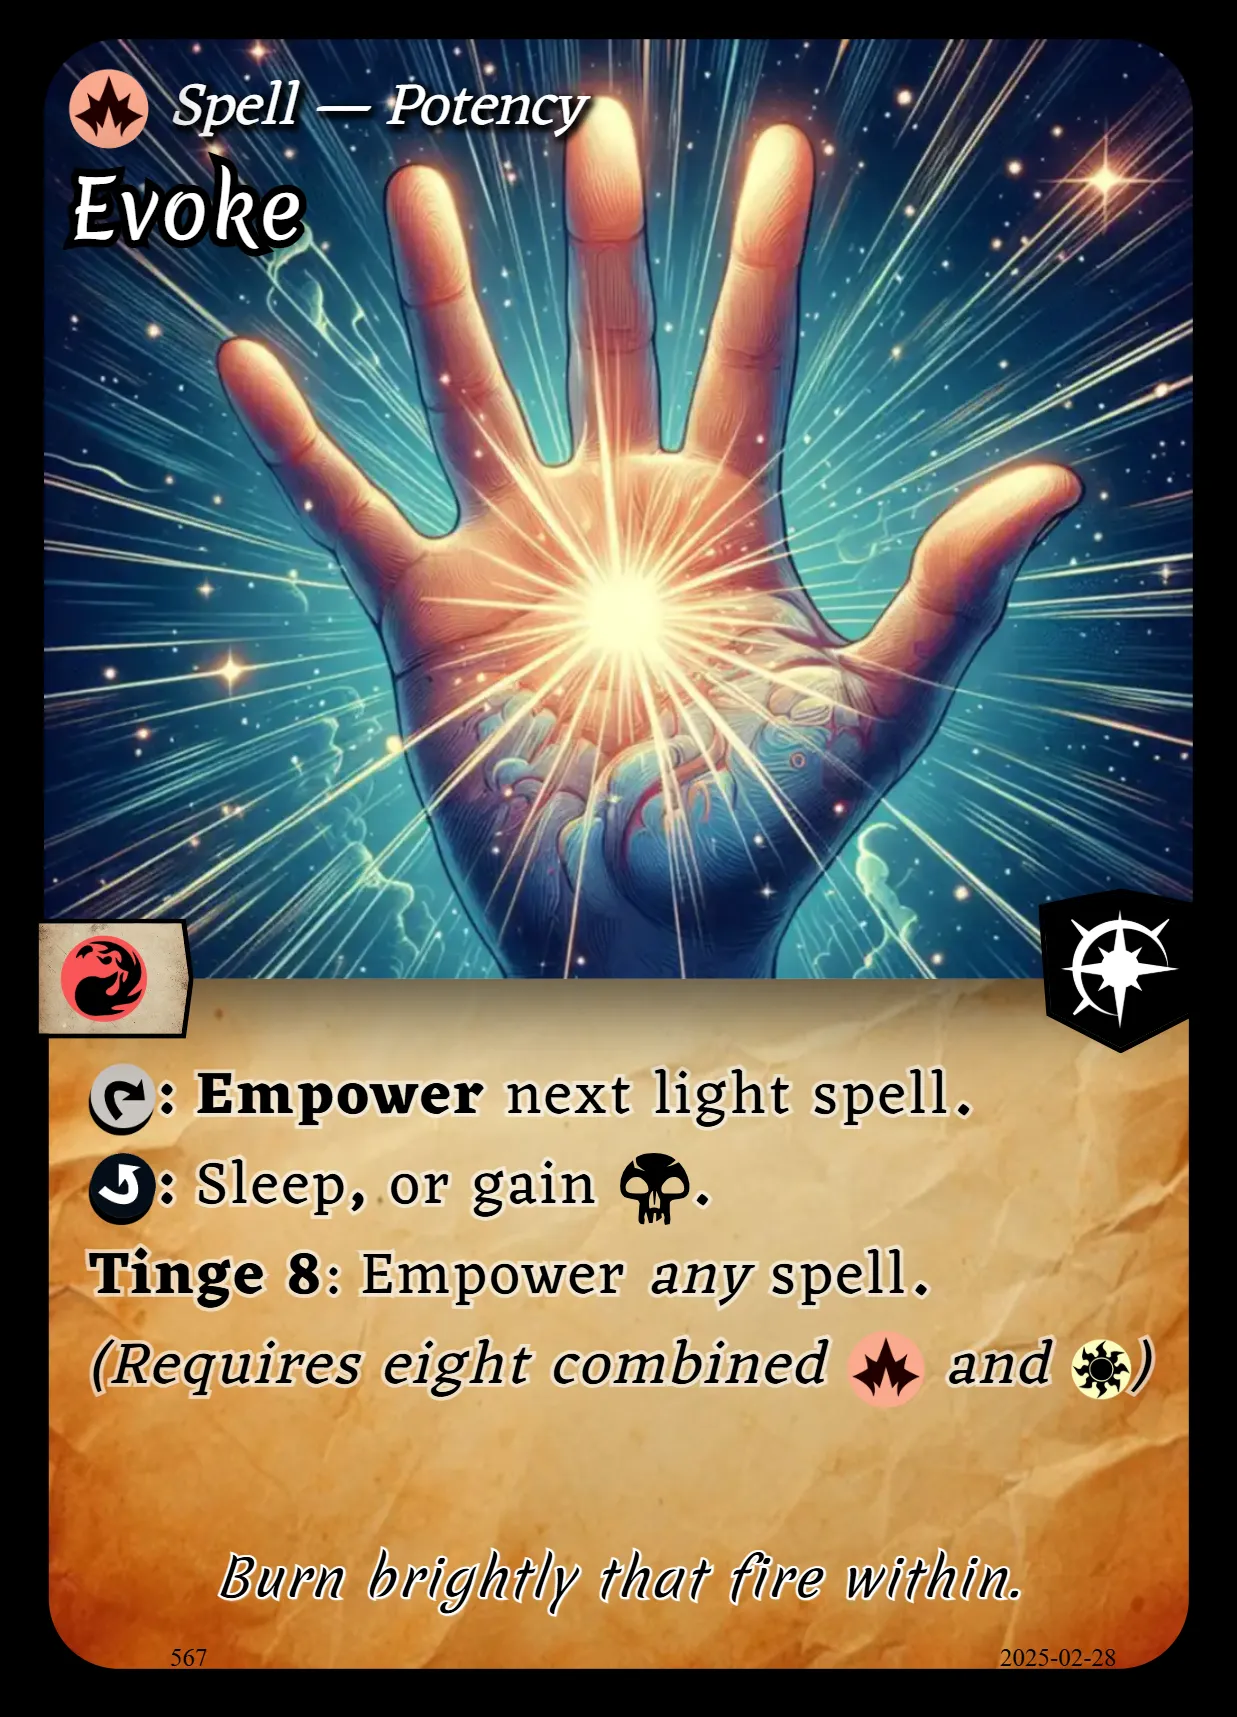 Spell — Potency
Evoke
: Empower next light spell.
: Sleep, or gain .
Tinge 8: Empower any spell.
(Requires eight combined and )
Burn brightly that fire within.
567
2025-02-28